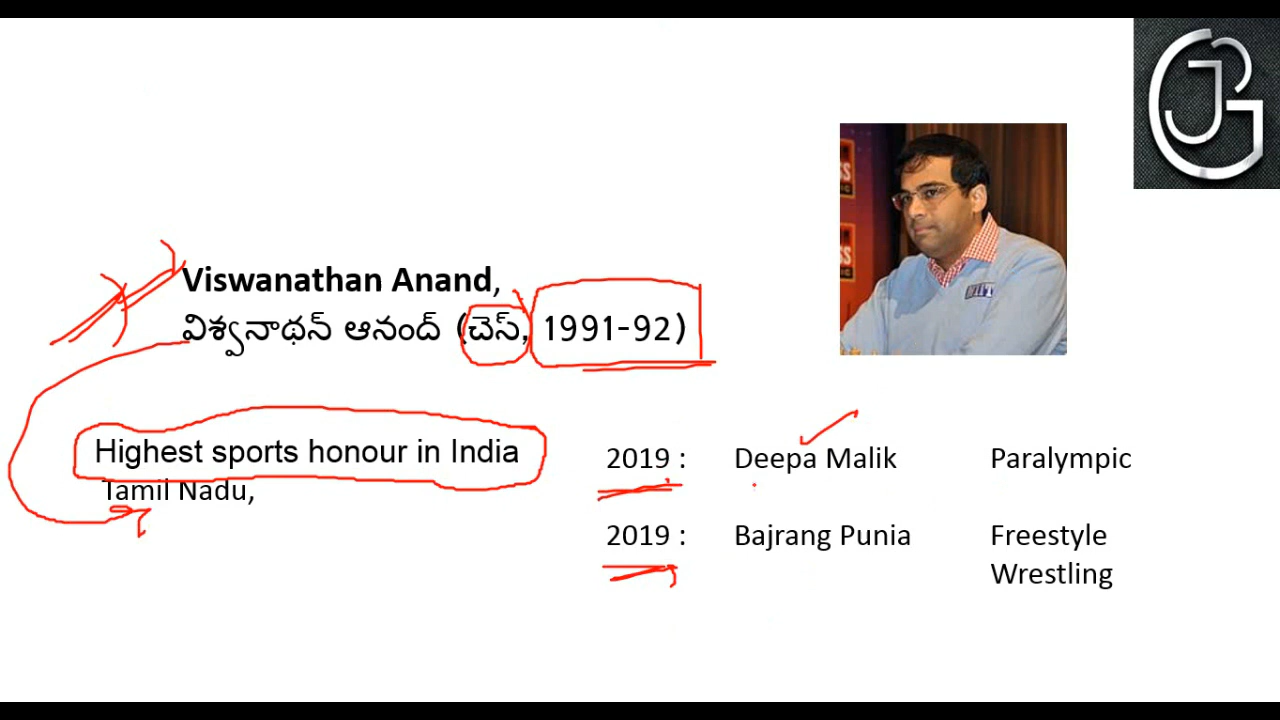 Viswanathan Anand,
విశ్వనాథన్ ఆనంద్ (చెస్, 1991-92)
Highest sports honour in India
Tamil Nadu,
2019 : Deepa Malik Paralympic
2019 : Bajrang Punia Freestyle
Wrestling